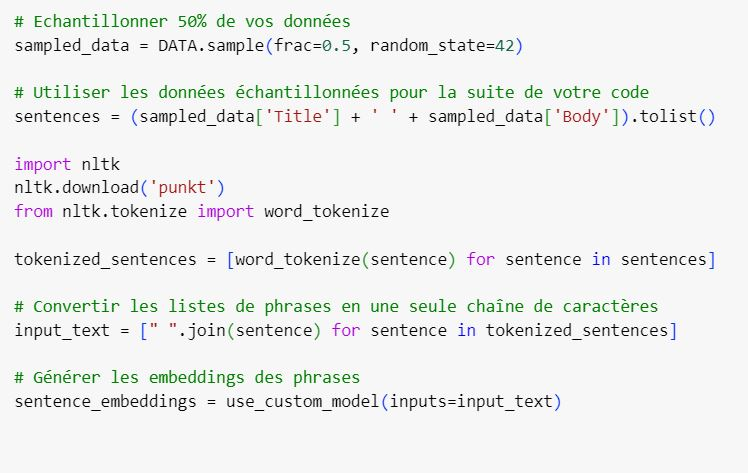 # Echantillonner 50% de vos données
sampled_data = DATA.sample(frac=0.5, random_state=42)
# Utiliser les données échantillonnées pour la suite de votre code
sentences = (sampled_data['Title'] + ' ' + sampled_data['Body']).tolist()
import nltk
nltk.download('punkt')
from nltk.tokenize import word_tokenize
tokenized_sentences = [word_tokenize(sentence) for sentence in sentences]
# Convertir les listes de phrases en une seule chaîne de caractères
input_text = [" ".join(sentence) for sentence in tokenized_sentences]
# Générer les embeddings des phrases
sentence_embeddings = use_custom_model(inputs=input_text)